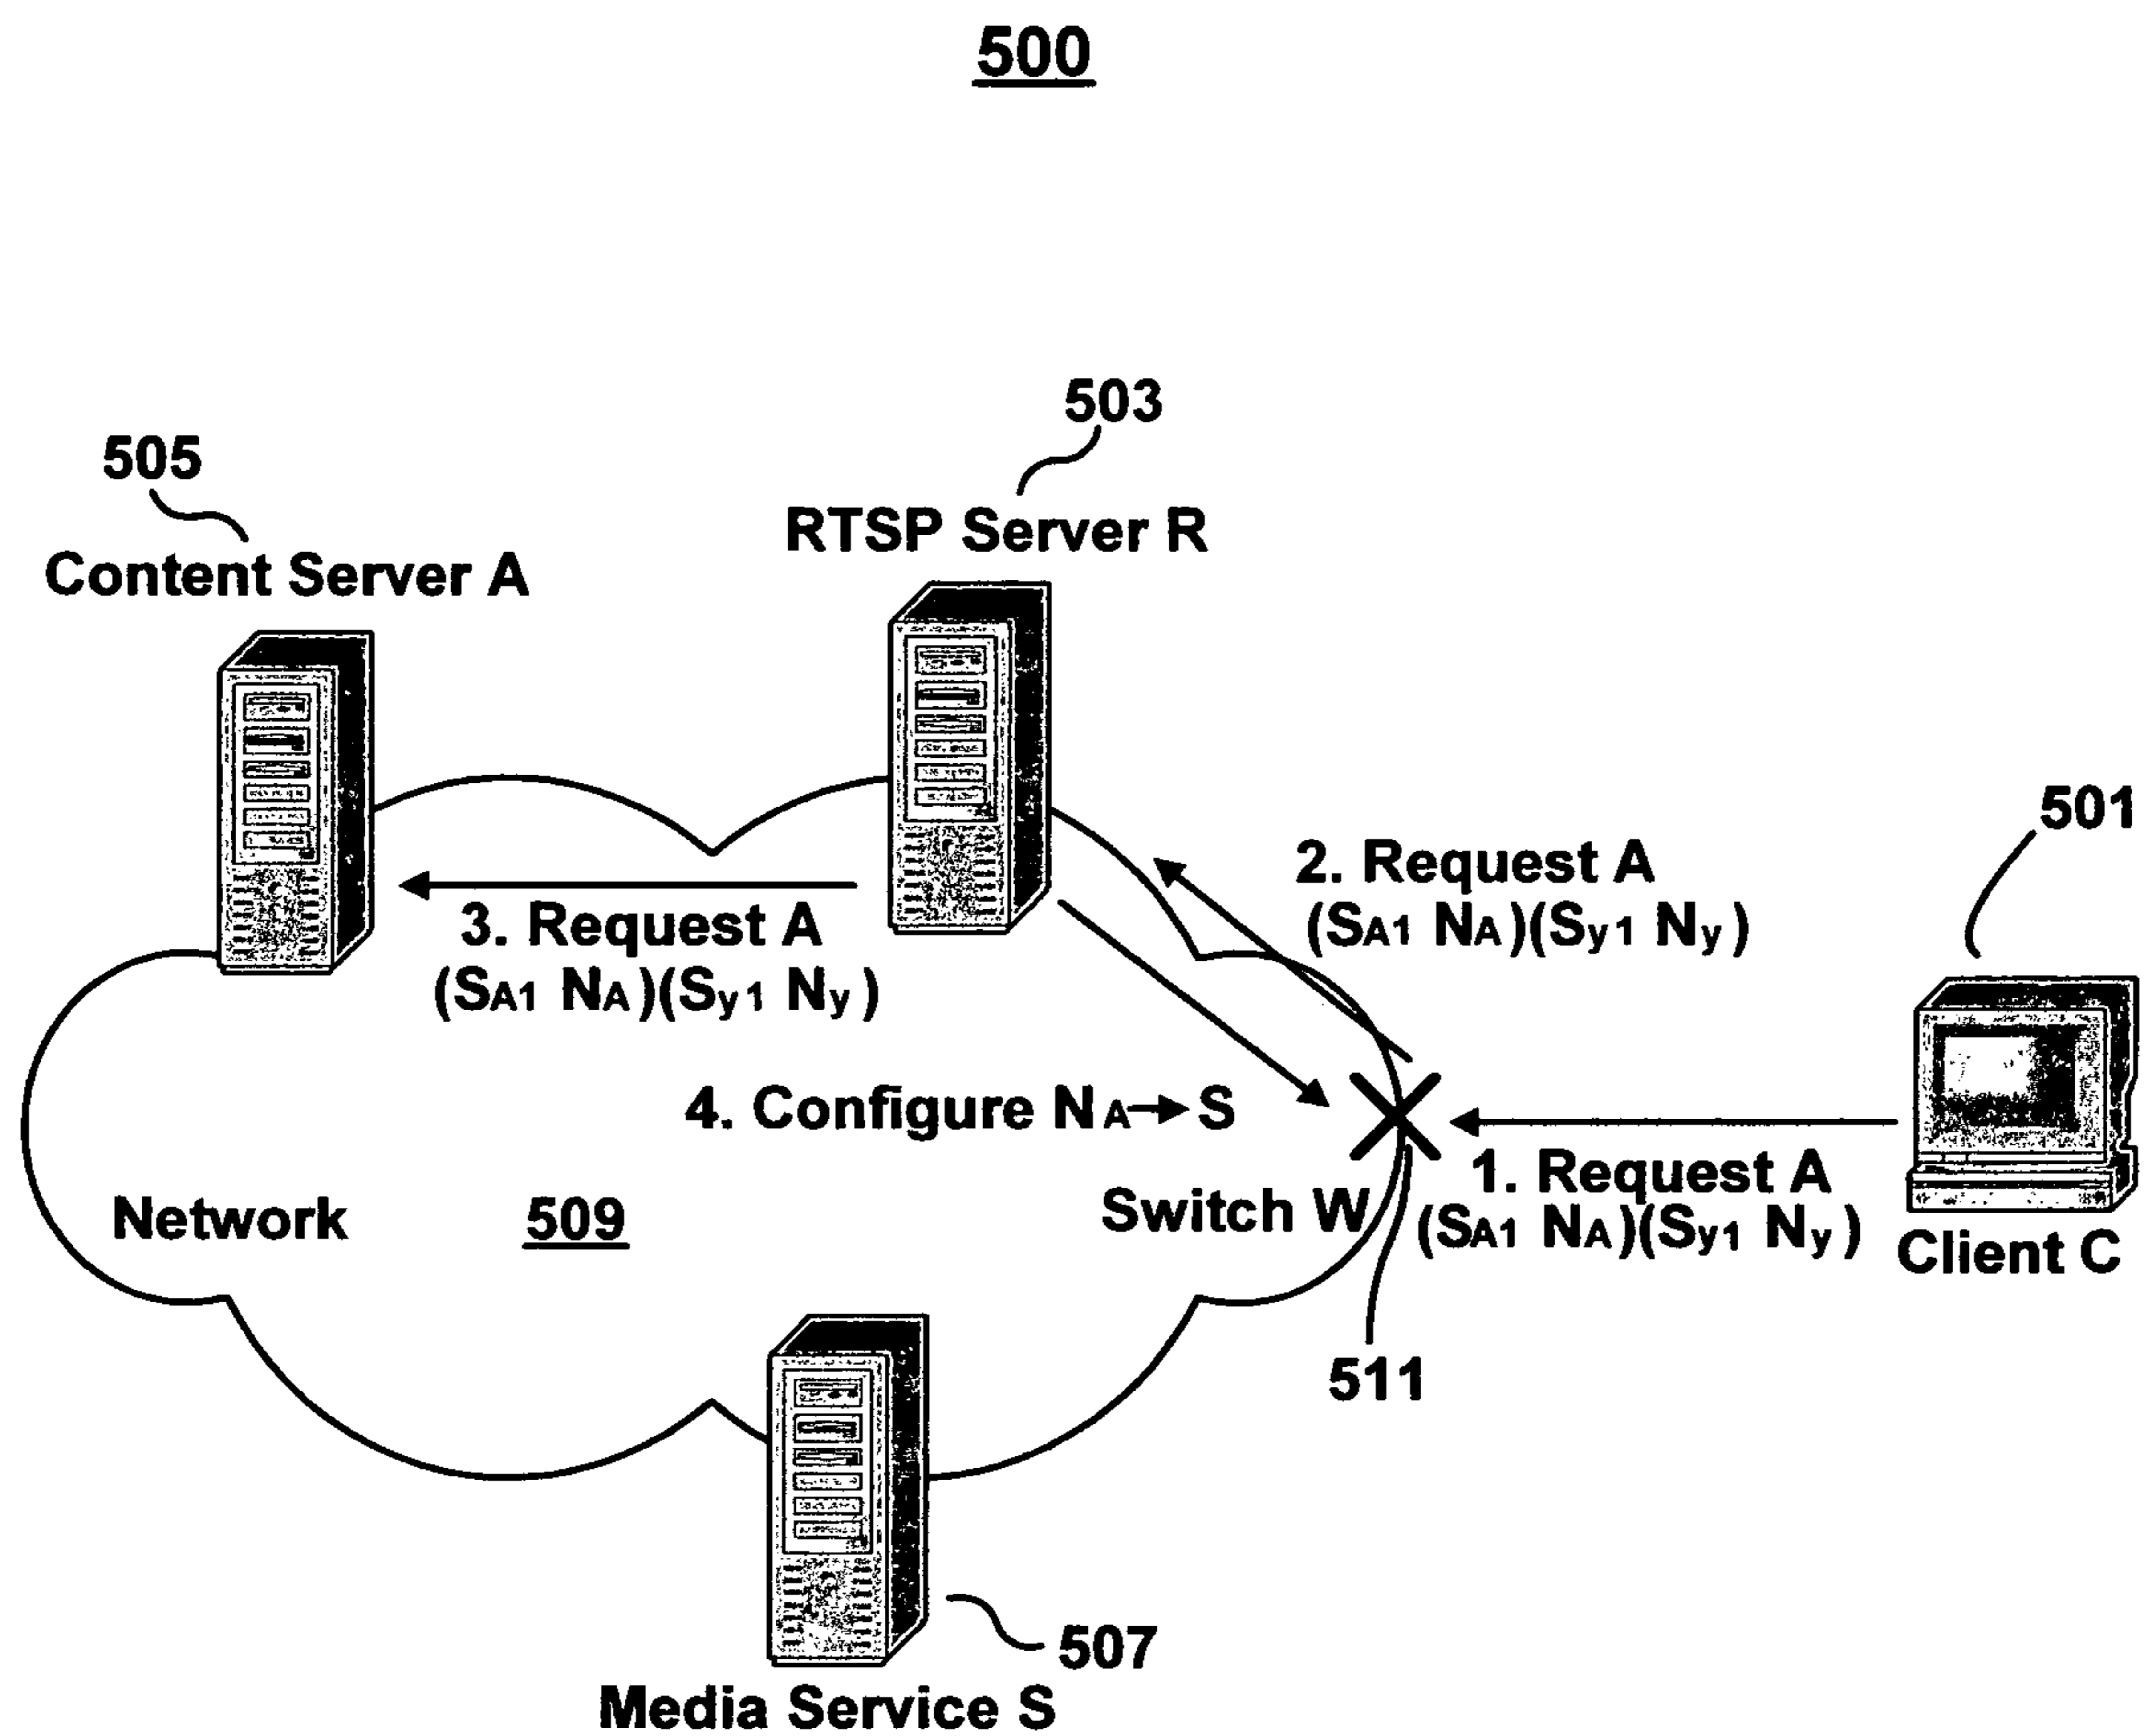 500
503
505
RTSP Server R
Content Server A
501
2. Request A
(SA1 NA)(Sy1 Ny)
3. Request A
(SA1 NA)(Sy1 Ny)
4. Configure NA→S
1. Request A
(SA1 NA)(Sy1 Ny)
Network
509
Switch W
Client C
511
507
Media Service S